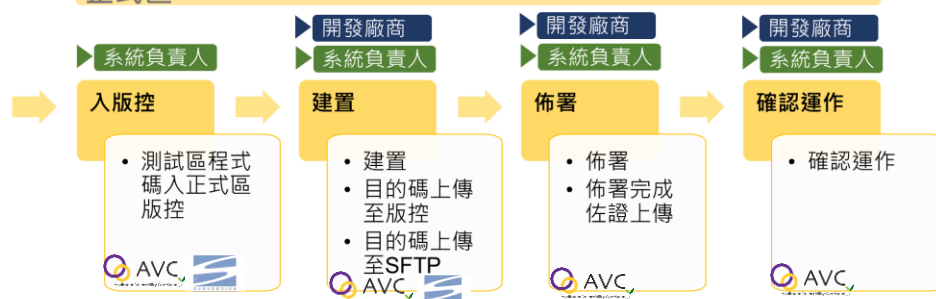 開發廠商
開發廠商
開發廠商
系統負責人
系統負責人
系統負責人
系統負責人
入版控
建置
佈署
確認運作
• 測試區程式
碼入正式區
版控
• 建置
• 目的碼上傳
至版控
• 目的碼上傳
至SFTP
• 佈署
• 佈署完成
佐證上傳
• 確認運作
AVC
SUBVERSION
AVC
AVC
AVC